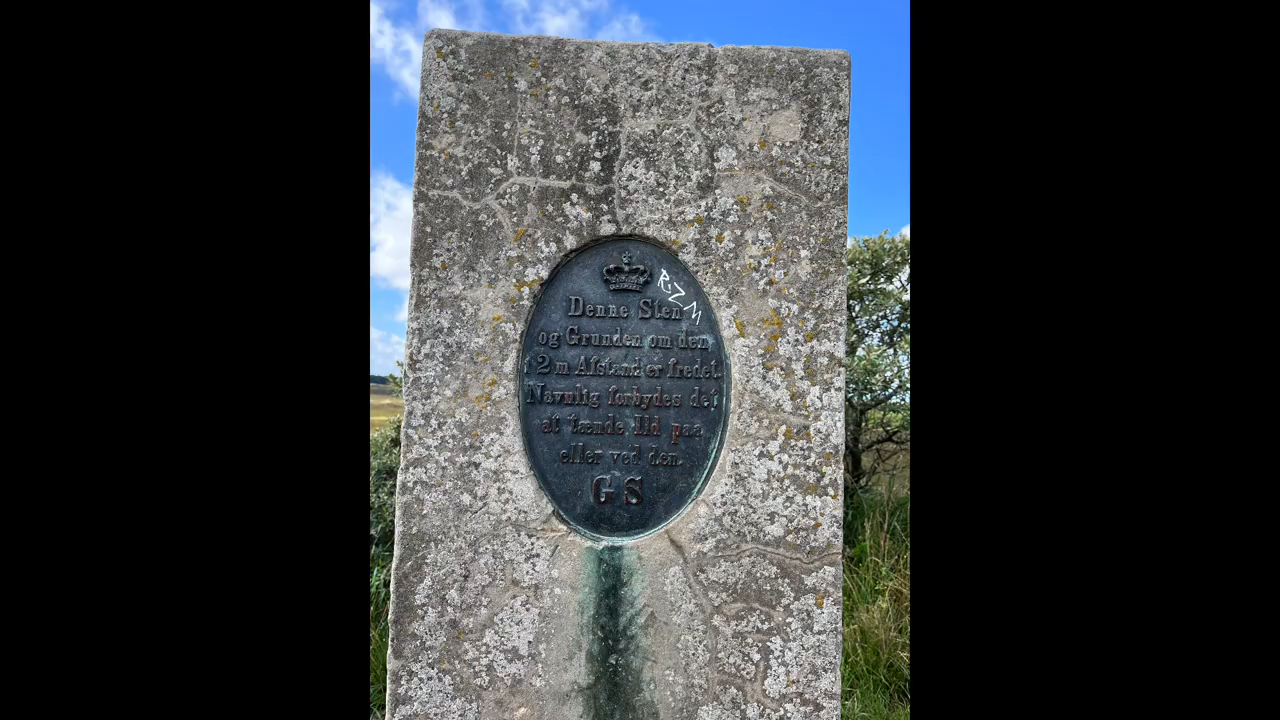 RZM
Denne Sten
og Grunden om den
i 2 m Afstand er fredet.
Navnlig forbydes det
at tænde Ild paa
eller ved den.
G S